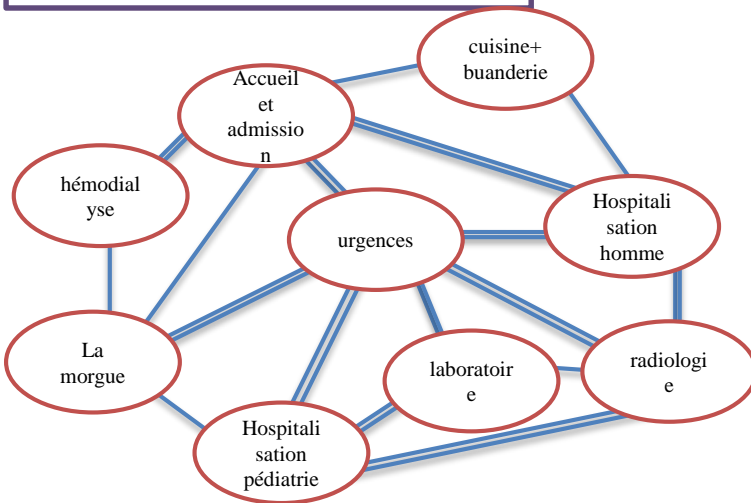 cuisine+
buanderie
Accueil
et
admissio
n
hémodial
yse
Hospitali
sation
homme
urgences
La
morgue
laboratoir
e
radiologi
e
Hospitali
sation
pédiatrie